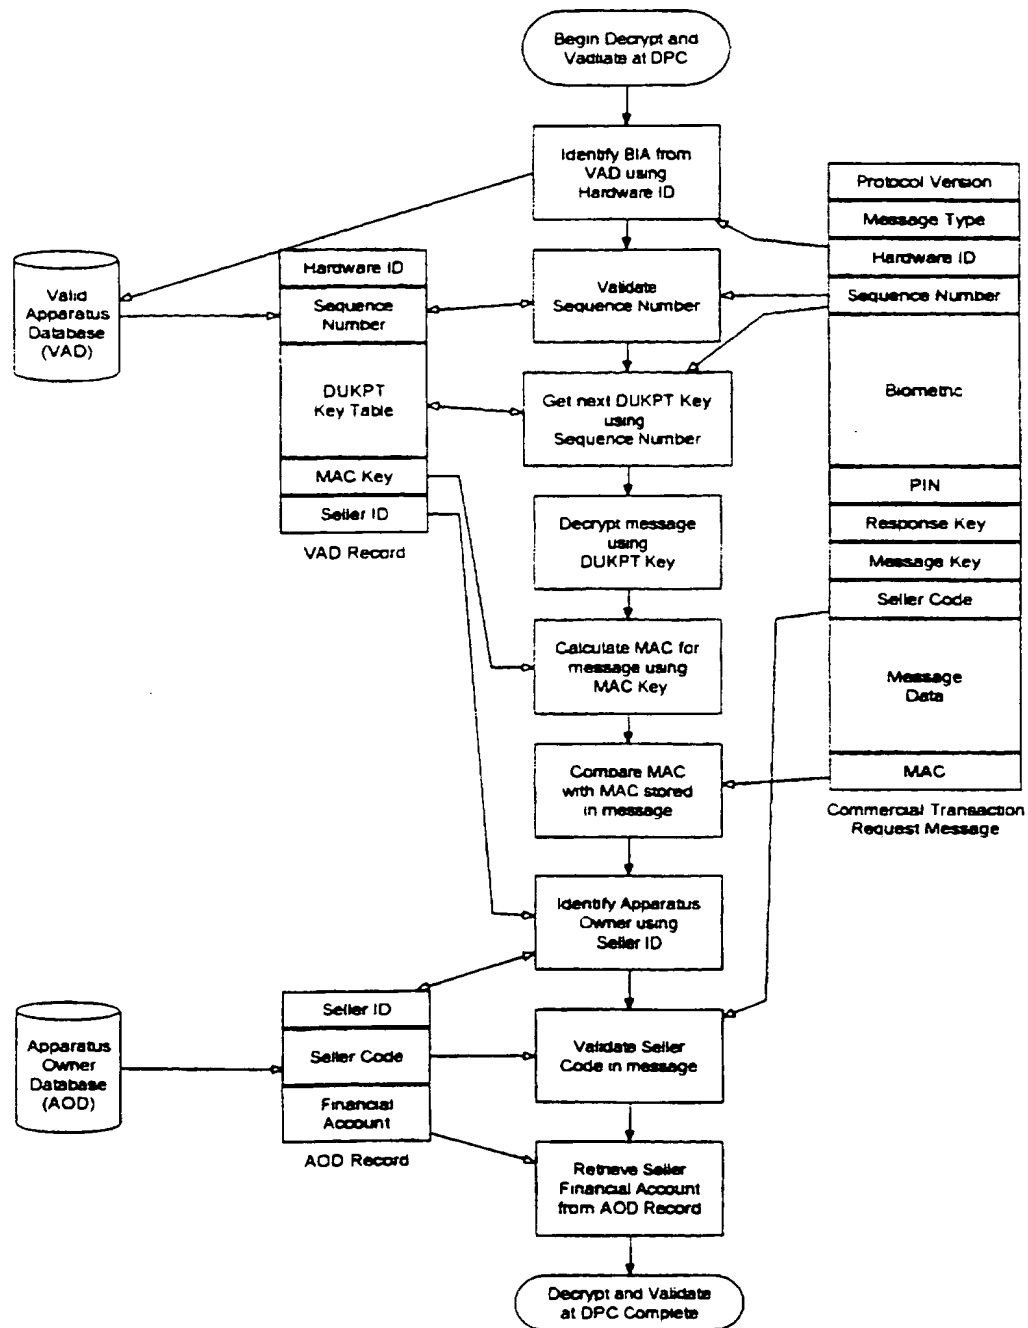 Begin Decrypt and
Vadliate at DPC
Identify BIA from
VAD using
Hardware ID
Validate
Sequence Number
Get next DUKPT Key
using
Sequence Number
Decrypt message
using
DUKPT Key
Calculate MAC for
message using
MAC Key
Compare MAC
with MAC stored
in message
Identify Apparatus
Owner using
Seller ID
Validate Seller
Code in message
Retrieve Seller
Financial Account
from AOD Record
Decrypt and Validate
at DPC Complete
Valid
Apparatus
Database
(VAD)
Hardware ID
Sequence
Number
DUKPT
Key Table
MAC Key
Seller ID
VAD Record
Apparatus
Owner
Database
(AOD)
Seller ID
Seller Code
Financial
Account
AOD Record
Protocol Version
Message Type
Hardware ID
Sequence Number
Biometric
PIN
Response Key
Message Key
Seller Code
Message
Data
MAC
Commercial Transaction
Request Message